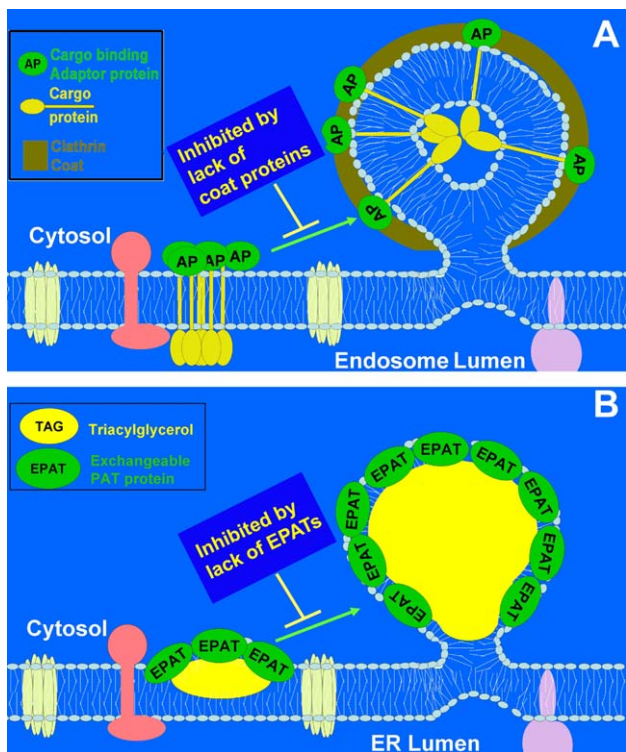 A
AP Cargo binding
Adaptor protein
Cargo
protein
Clathrin
Coat
Inhibited by
lack of
coat proteins
AP
AP
AP
AP
AP
Cytosol
AP AP AP
Endosome Lumen
B
TAG Triacylglycerol
EPAT Exchangeable
PAT protein
Inhibited by
lack of EPATs
EPAT
EPAT
EPAT
EPAT
EPAT
EPAT
EPAT
EPAT
EPAT
Cytosol
EPAT EPAT EPAT
ER Lumen